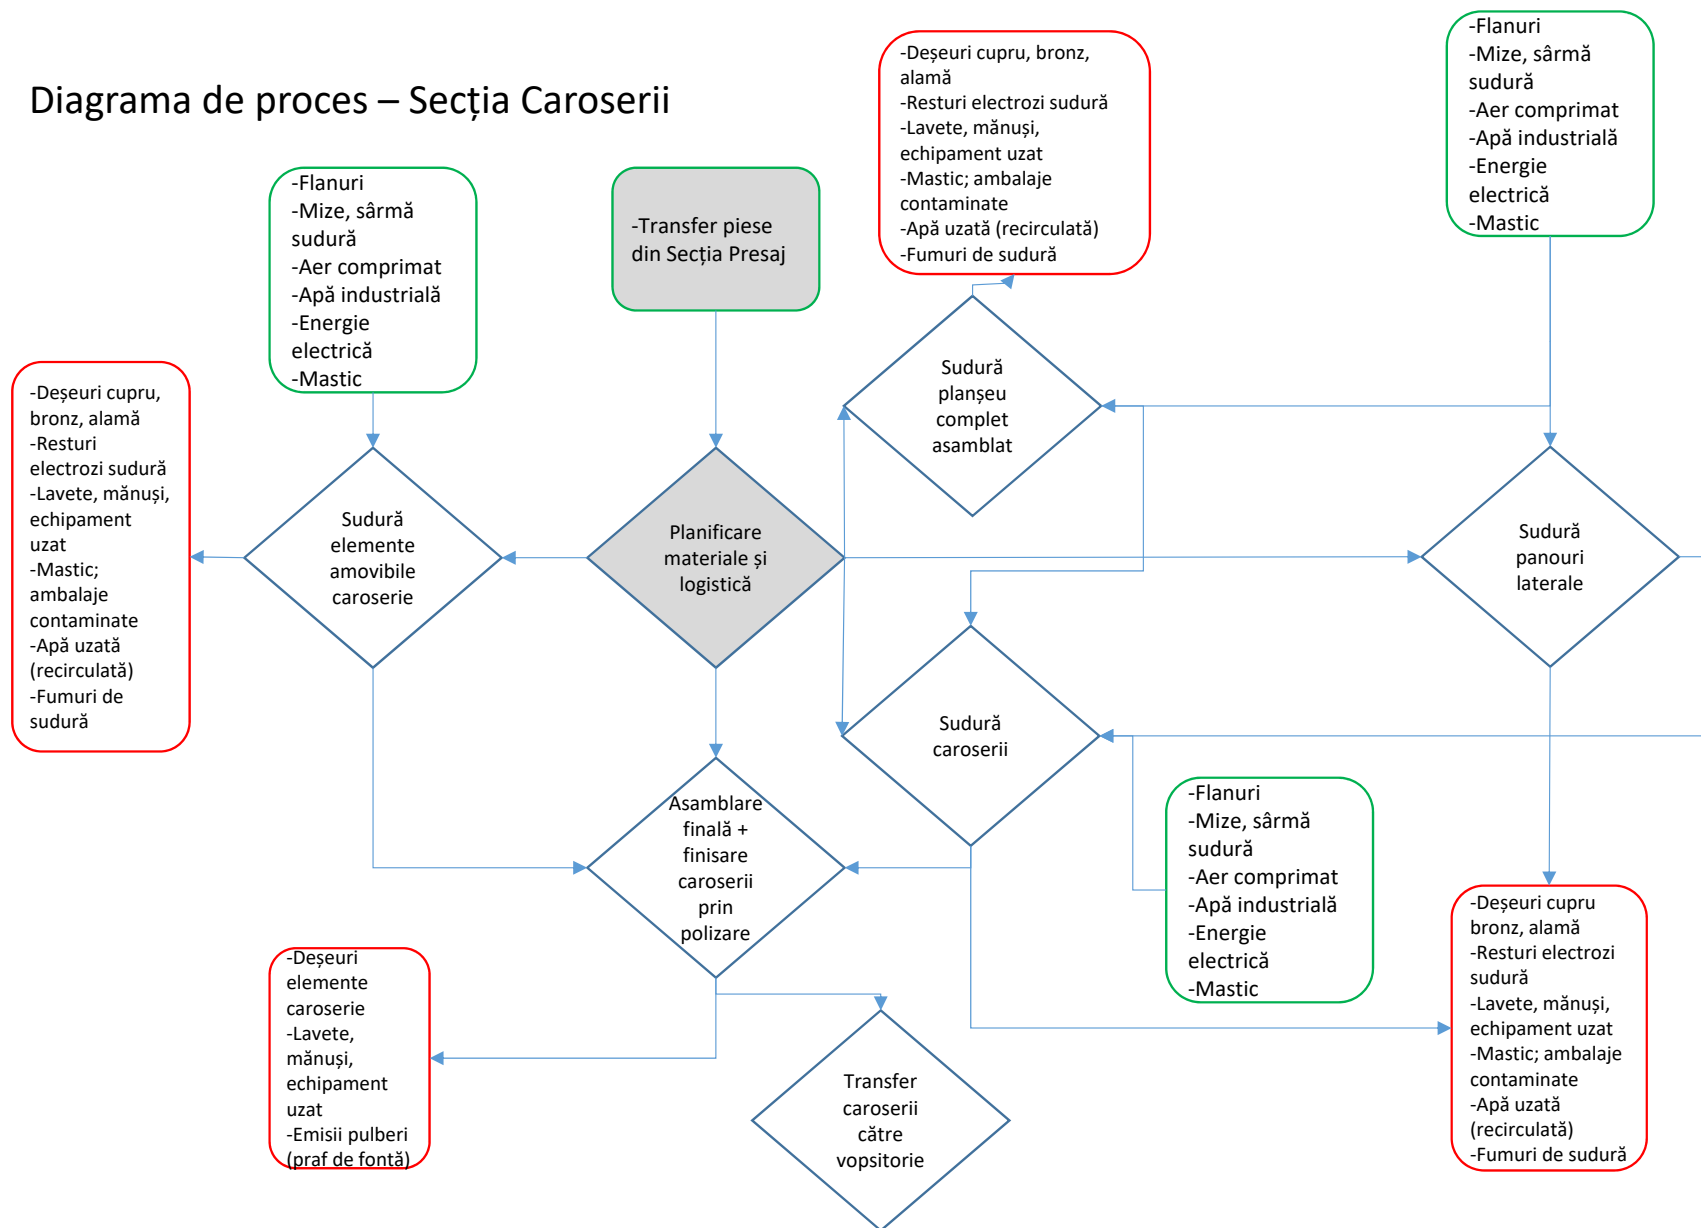 Diagrama de proces – Secția Caroserii
-Flanuri
-Mize, sârmă
sudură
-Aer comprimat
-Apă industrială
-Energie
electrică
-Mastic
-Transfer piese
din Secția Presaj
-Deșeuri cupru, bronz,
alamă
-Resturi electrozi sudură
-Lavete, mănuși,
echipament uzat
-Mastic; ambalaje
contaminate
-Apă uzată (recirculată)
-Fumuri de sudură
-Flanuri
-Mize, sârmă
sudură
-Aer comprimat
-Apă industrială
-Energie
electrică
-Mastic
-Deșeuri cupru,
bronz, alamă
-Resturi
electrozi sudură
-Lavete, mănuși,
echipament
uzat
-Mastic;
ambalaje
contaminate
-Apă uzată
(recirculată)
-Fumuri de
sudură
Sudură
elemente
amovibile
caroserie
Planificare
materiale și
logistică
Sudură
planșeu
complet
asamblat
Sudură
panouri
laterale
Sudură
caroserii
Asamblare
finală +
finisare
caroserii
prin
polizare
-Flanuri
-Mize, sârmă
sudură
-Aer comprimat
-Apă industrială
-Energie
electrică
-Mastic
-Deșeuri cupru
bronz, alamă
-Resturi electrozi
sudură
-Lavete, mănuși,
echipament uzat
-Mastic; ambalaje
contaminate
-Apă uzată
(recirculată)
-Fumuri de sudură
-Deșeuri
elemente
caroserie
-Lavete,
mănuși,
echipament
uzat
-Emisii pulberi
(praf de fontă)
Transfer
caroserii
către
vopsitorie